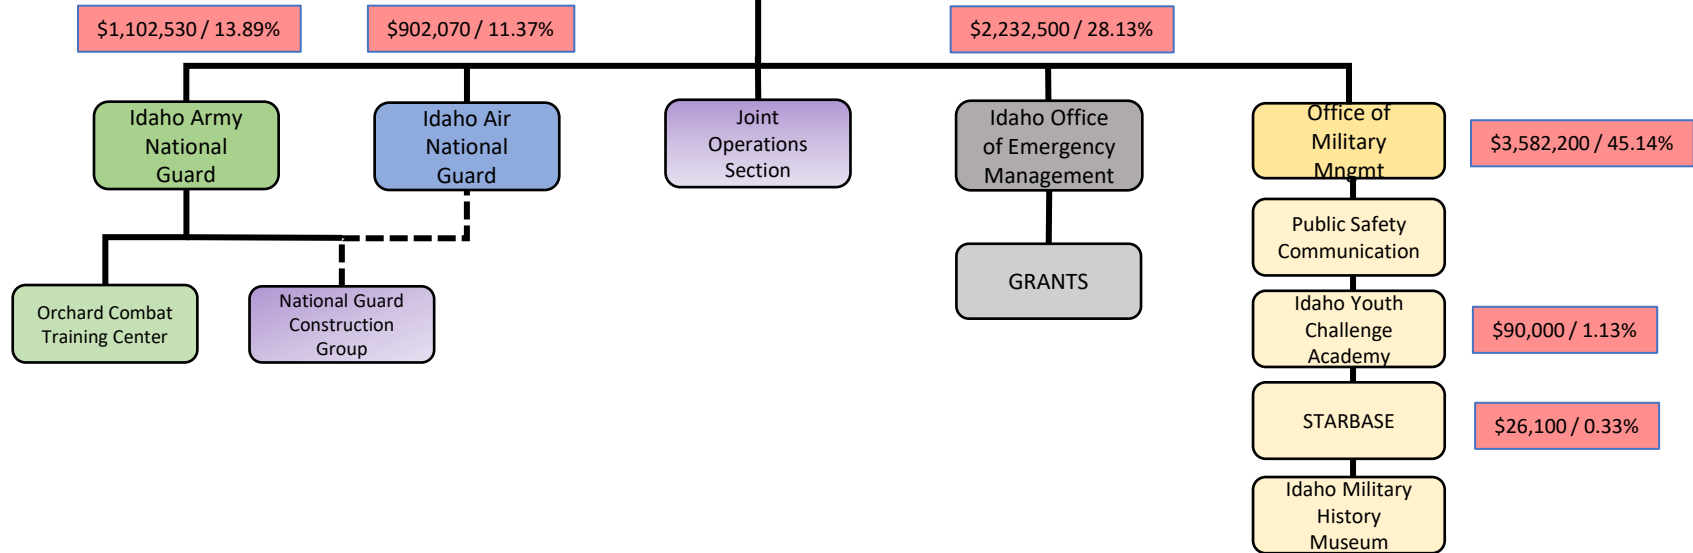 $1,102,530 / 13.89%
$902,070 / 11.37%
$2,232,500 / 28.13%
Idaho Army
National
Guard
Idaho Air
National
Guard
Joint
Operations
Section
Idaho Office
of Emergency
Management
Office of
Military
Mngmt
$3,582,200 / 45.14%
Public Safety
Communication
Orchard Combat
Training Center
National Guard
Construction
Group
GRANTS
Idaho Youth
Challenge
Academy
$90,000 / 1.13%
STARBASE
$26,100 / 0.33%
Idaho Military
History
Museum